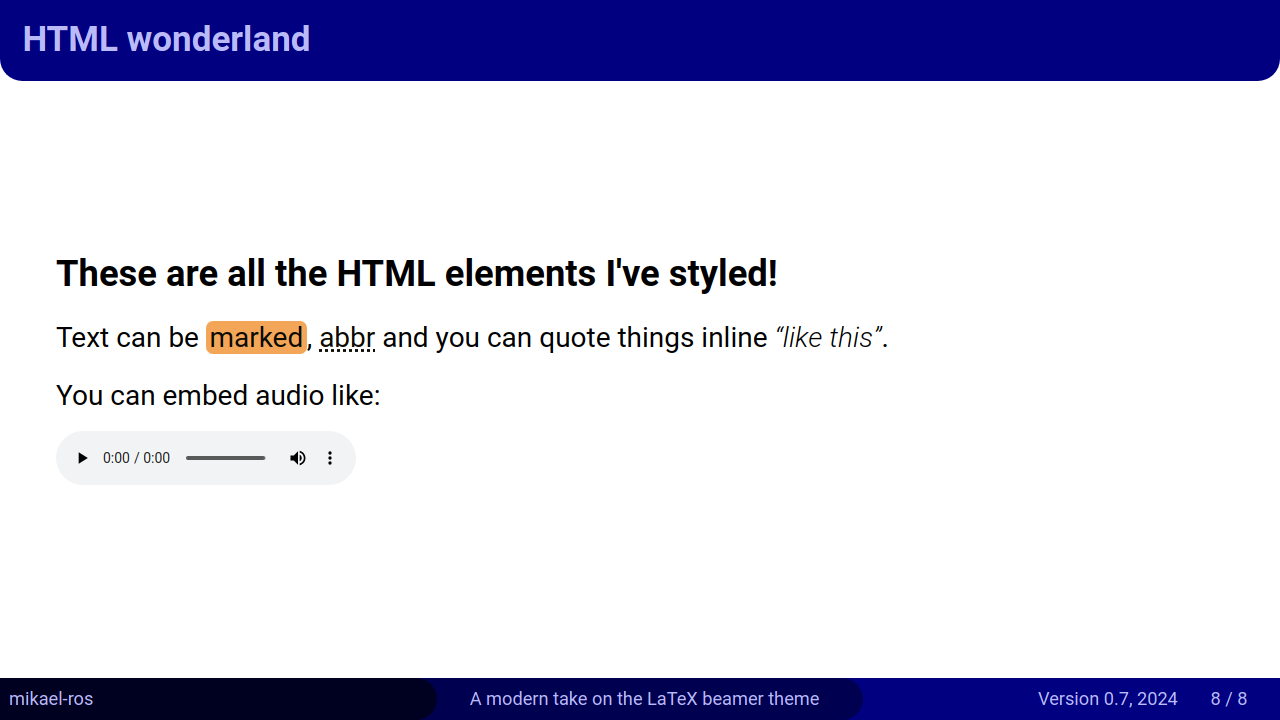 HTML wonderland
These are all the HTML elements I've styled!
Text can be marked, abbr and you can quote things inline “like this”.
You can embed audio like:
0:00 / 0:00
mikael-ros
A modern take on the LaTeX beamer theme
Version 0.7, 2024
8 / 8